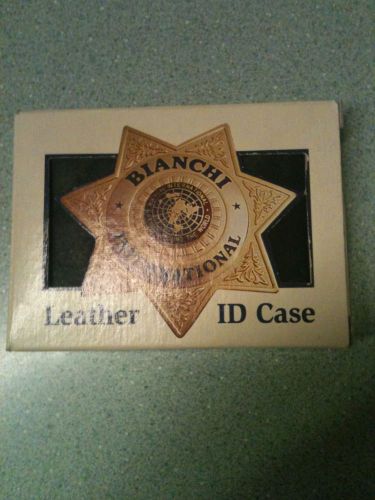 BIANCHI
INTERNATIONAL
Leather ID Case